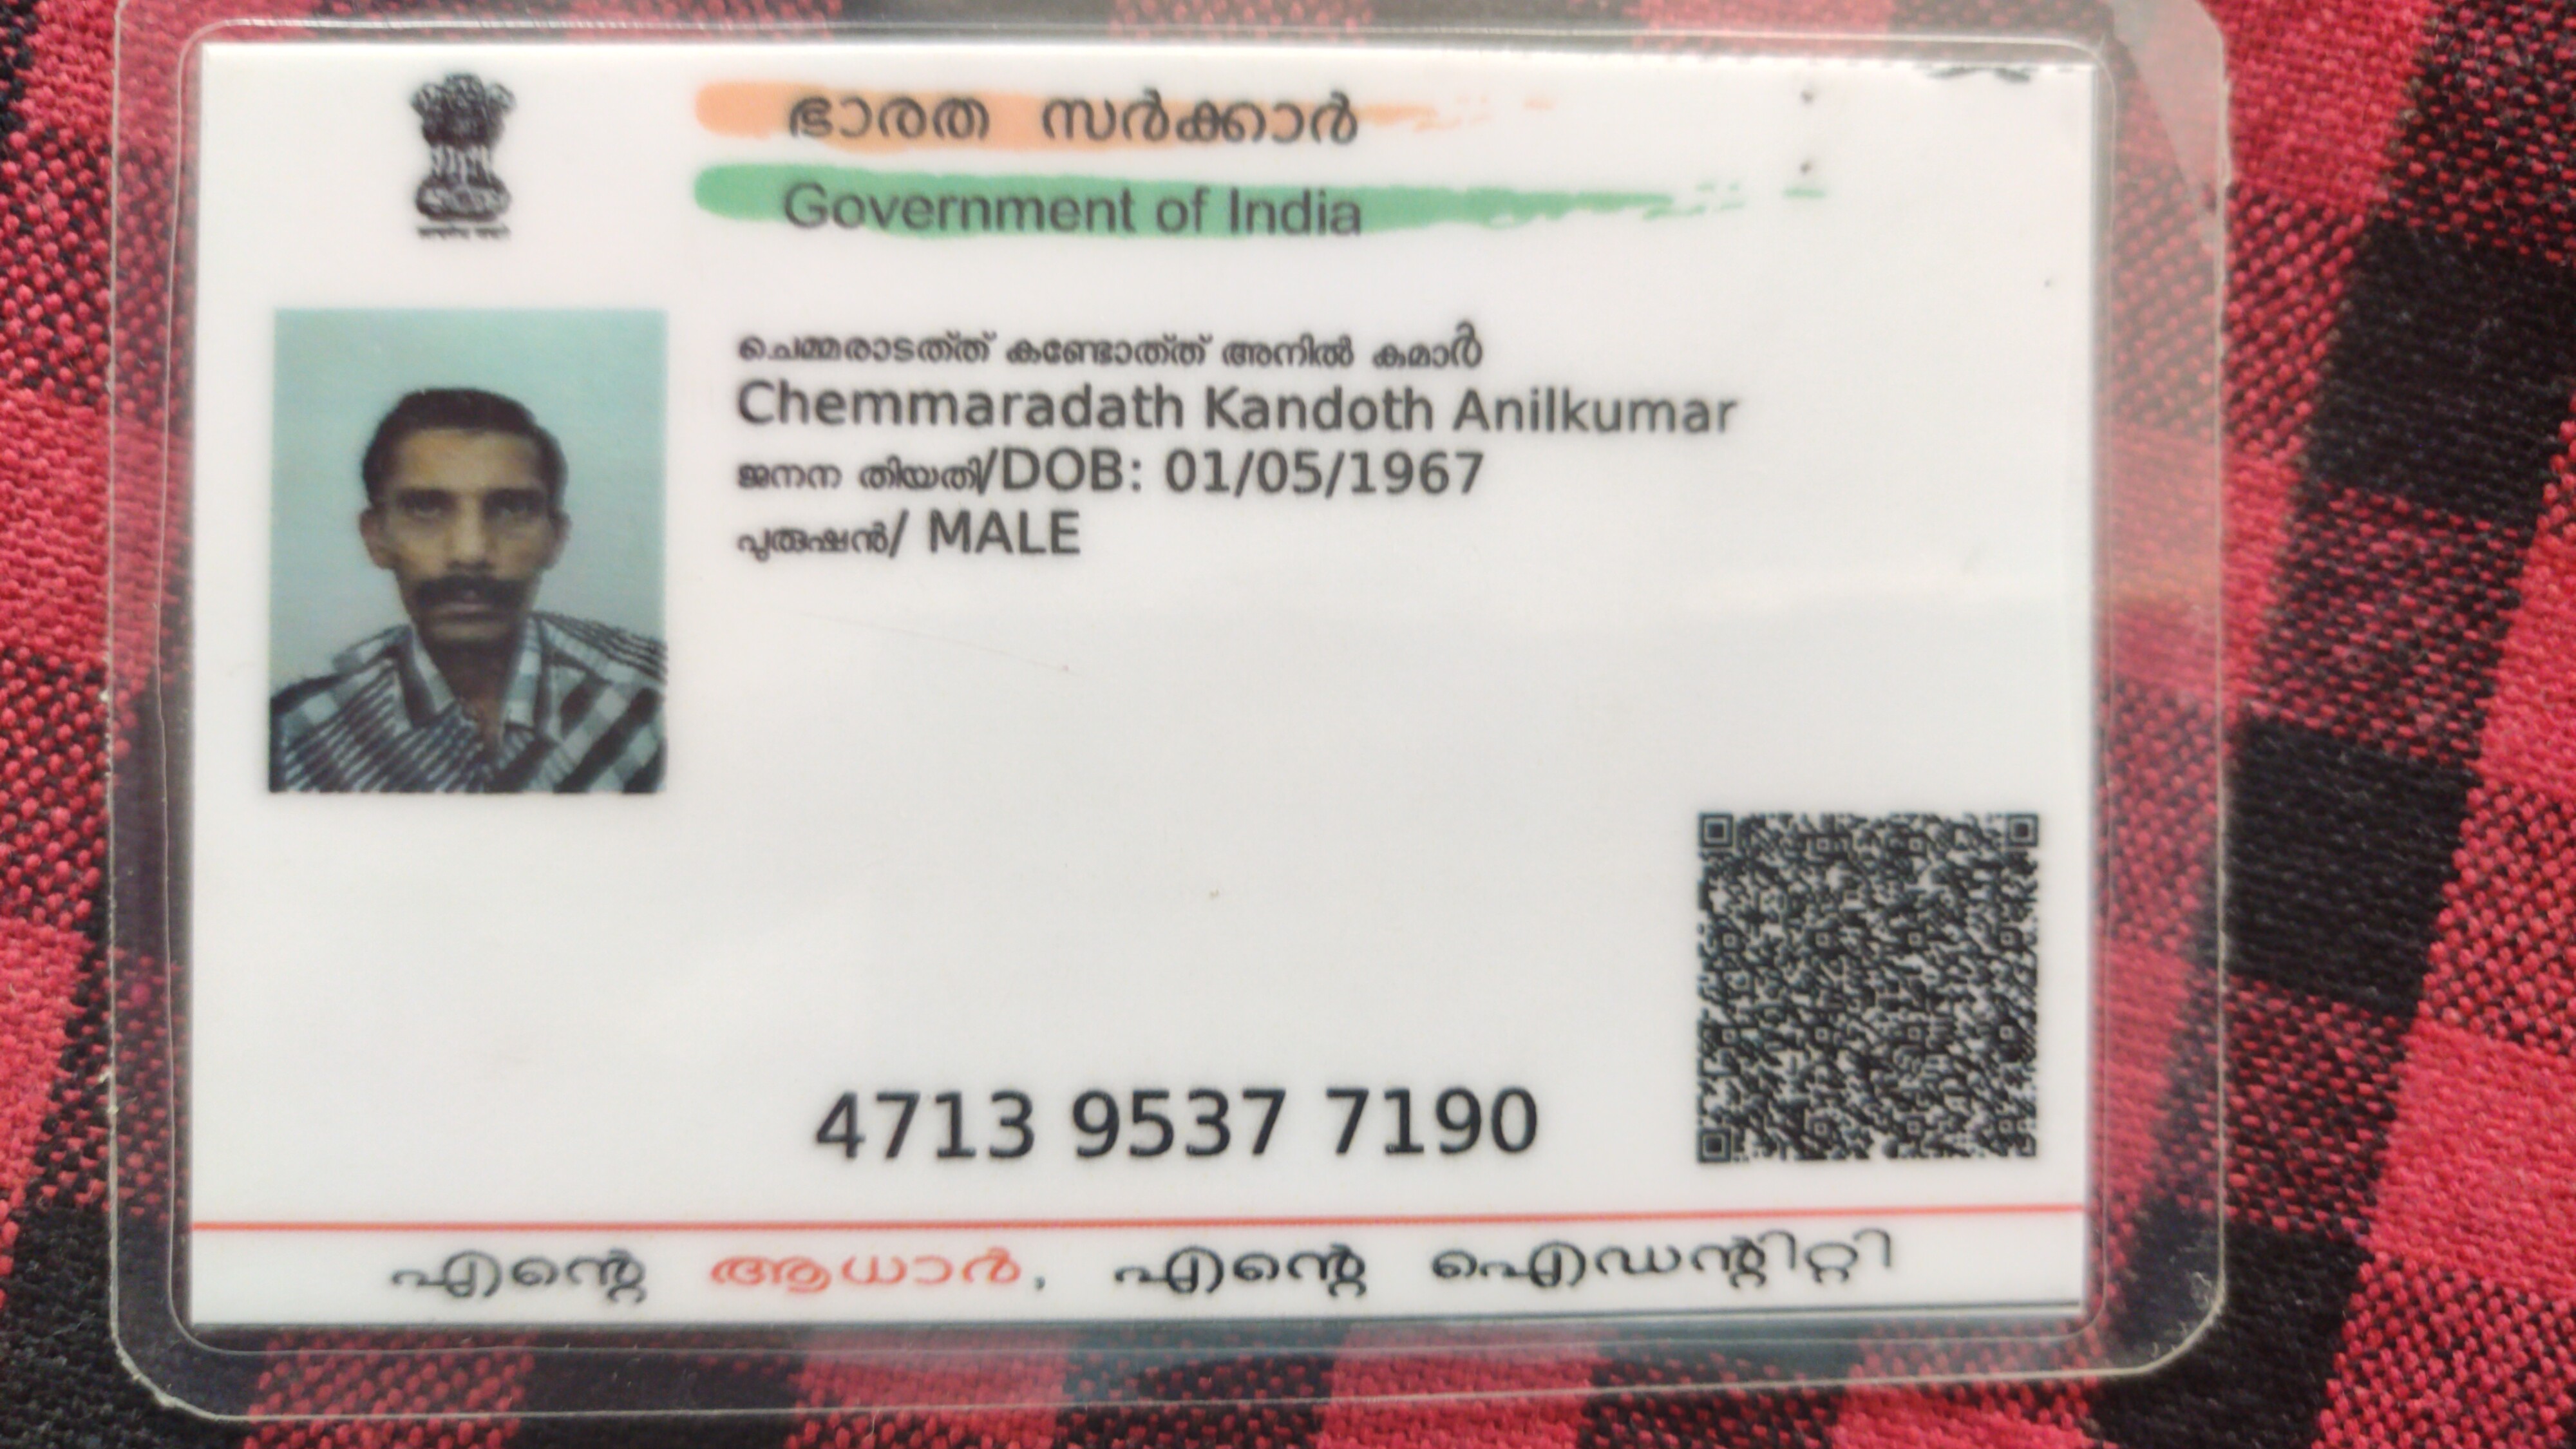 ഭാരത സർക്കാർ
Government of India
ചെമ്മരാടത്ത് കണ്ടോത്ത് അനിൽ കുമാർ
Chemmaradath Kandoth Anilkumar
ജനന തിയതി/DOB: 01/05/1967
പുരുഷൻ/ MALE
4713 9537 7190
എന്റെ ആധാർ, എന്റെ ഐഡന്റിറ്റി